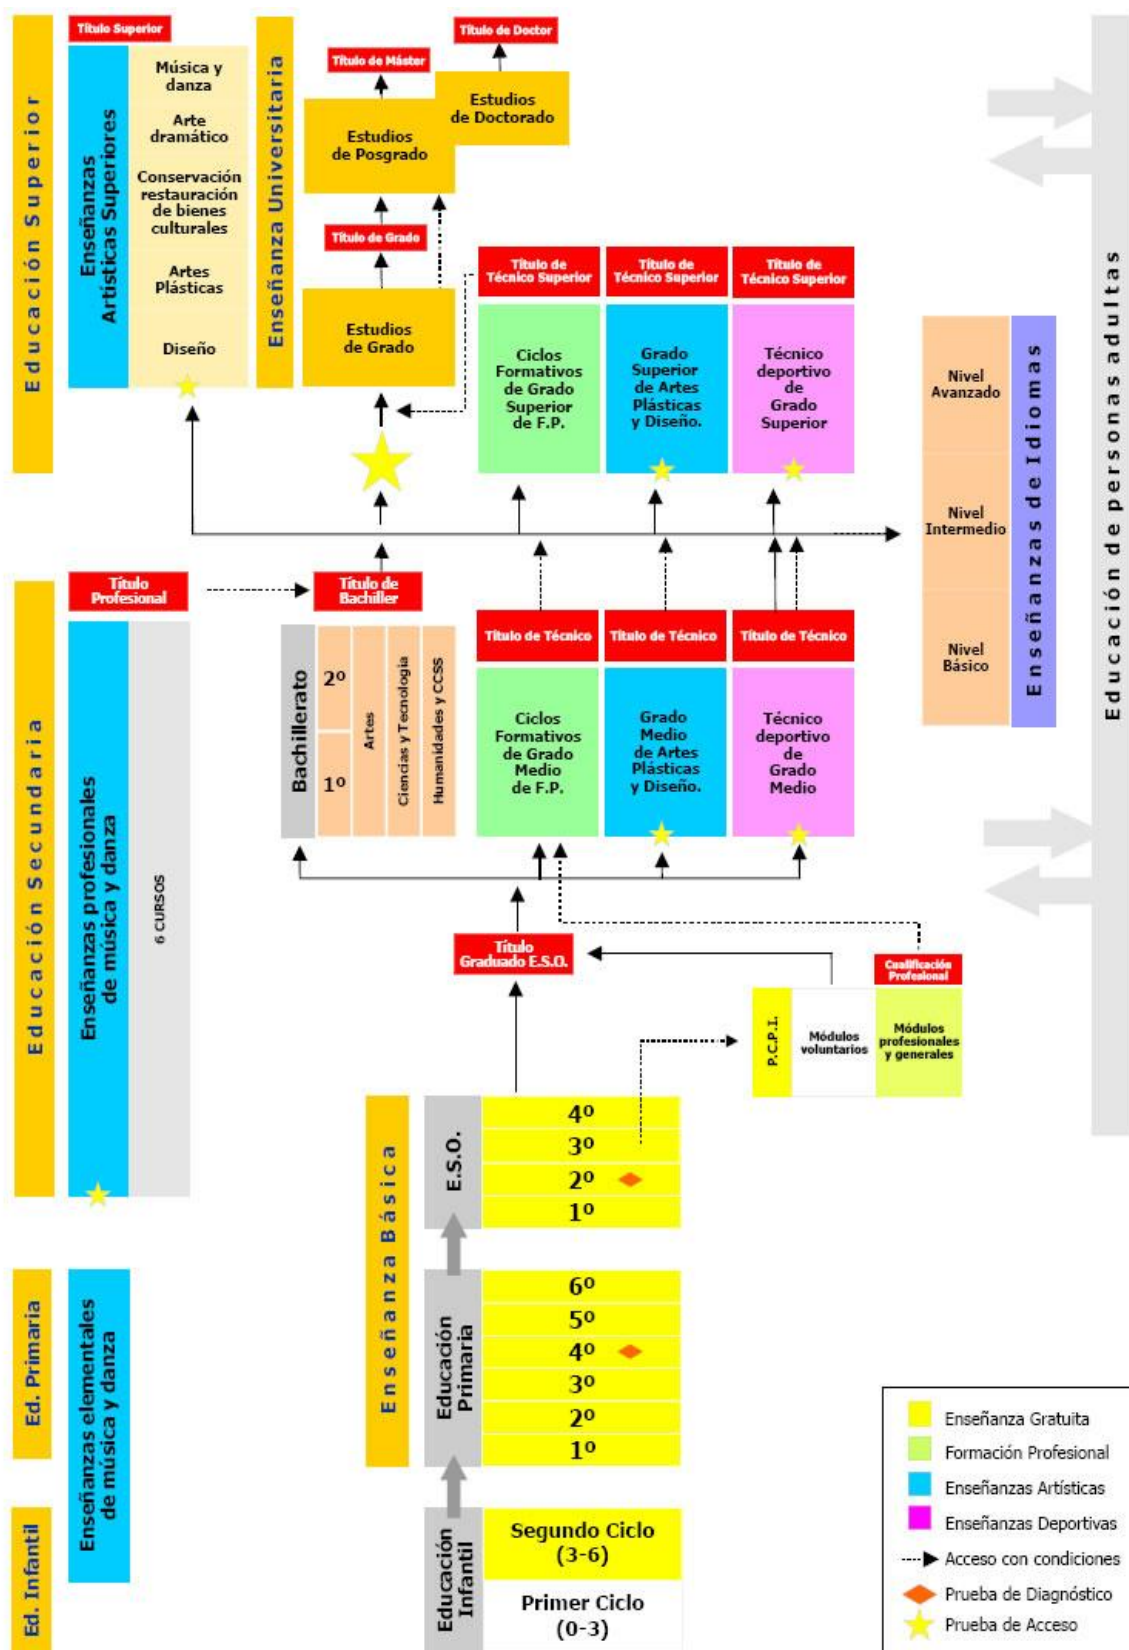 Educación Superior
Título Superior
Enseñanzas
Artísticas Superiores
Música y
danza
Arte
dramático
Conservación
restauración
de bienes
culturales
Artes
Plásticas
Diseño
Enseñanza Universitaria
Título de Máster
Título de Doctor
Estudios
de Posgrado
Estudios
de Doctorado
Título de Grado
Estudios
de Grado
Título de
Técnico Superior
Título de
Técnico Superior
Título de
Técnico Superior
Ciclos
Formativos
de Grado
Superior
de F.P.
Grado
Superior
de Artes
Plásticas
y Diseño.
Técnico
deportivo
de
Grado
Superior
Nivel
Avanzado
Nivel
Intermedio
Nivel
Básico
Enseñanzas de Idiomas
Educación de personas adultas
Educación Secundaria
Título
Profesional
Enseñanzas profesionales
de música y danza
6 CURSOS
Título de
Bachiller
Bachillerato
2º
1º
Artes
Ciencias y Tecnología
Humanidades y CCSS
Título de Técnico
Título de Técnico
Título de Técnico
Ciclos
Formativos
de Grado
Medio
de F.P.
Grado
Medio
de Artes
Plásticas
y Diseño.
Técnico
deportivo
de
Grado
Medio
Título
Graduado E.S.O.
Cualificación
Profesional
P.C.P.I.
Módulos
voluntarios
Módulos
profesionales
y generales
Enseñanza Básica
E.S.O.
4º
3º
2º
1º
Ed. Primaria
Enseñanzas elementales
de música y danza
Educación
Primaria
6º
5º
4º
3º
2º
1º
Ed. Infantil
Educación
Infantil
Segundo Ciclo
(3-6)
Primer Ciclo
(0-3)
Enseñanza Gratuita
Formación Profesional
Enseñanzas Artísticas
Enseñanzas Deportivas
Acceso con condiciones
Prueba de Diagnóstico
Prueba de Acceso